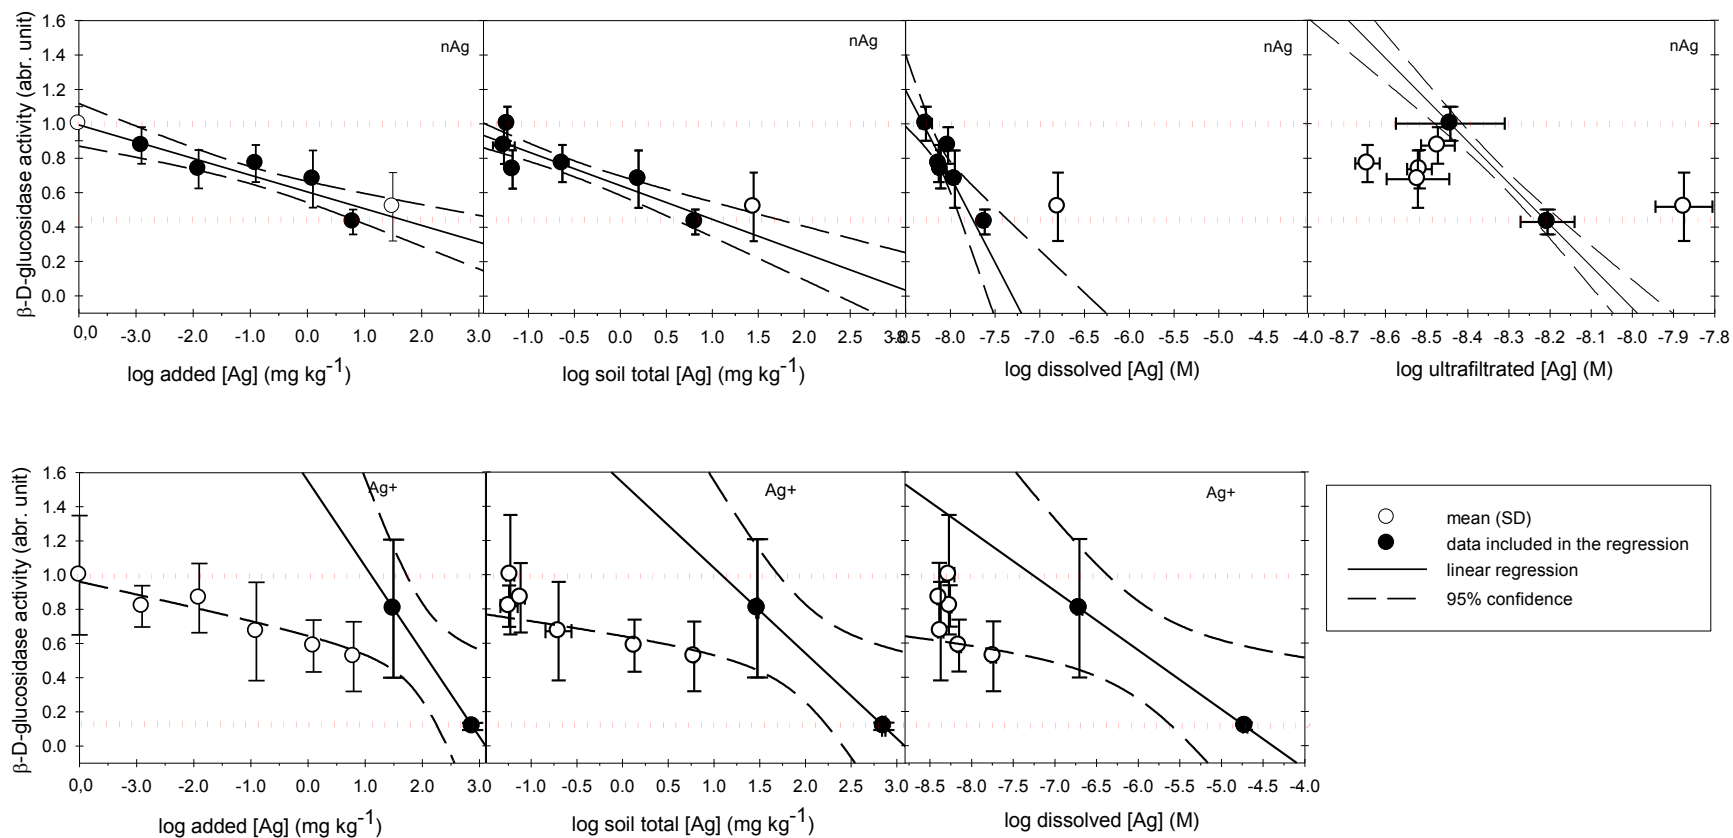 β-D-glucosidase activity (abr. unit)
1.6
1.4
1.2
1.0
0.8
0.6
0.4
0.2
0.0
nAg
nAg
nAg
nAg
0,0 -3.0 -2.0 -1.0 0.0 1.0 2.0 3.0
-1.0 -0.5 0.0 0.5 1.0 1.5 2.0 2.5 3.0
-8.5 -8.0 -7.5 -7.0 -6.5 -6.0 -5.5 -5.0 -4.5 -4.0
-8.7 -8.6 -8.5 -8.4 -8.3 -8.2 -8.1 -8.0 -7.9 -7.8
log added [Ag] (mg kg-1)
log soil total [Ag] (mg kg-1)
log dissolved [Ag] (M)
log ultrafiltrated [Ag] (M)
β-D-glucosidase activity (abr. unit)
1.6
1.4
1.2
1.0
0.8
0.6
0.4
0.2
0.0
Ag+
Ag+
Ag+
0,0 -3.0 -2.0 -1.0 0.0 1.0 2.0 3.0
-1.0 -0.5 0.0 0.5 1.0 1.5 2.0 2.5 3.0
-8.5 -8.0 -7.5 -7.0 -6.5 -6.0 -5.5 -5.0 -4.5 -4.0
log added [Ag] (mg kg-1)
log soil total [Ag] (mg kg-1)
log dissolved [Ag] (M)
mean (SD)
data included in the regression
linear regression
95% confidence